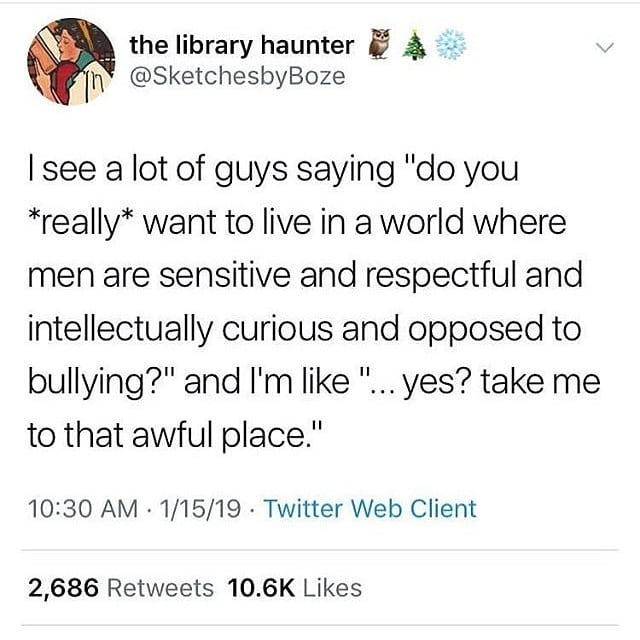 the library haunter 🦉🎄❄️
@SketchesbyBoze
I see a lot of guys saying "do you
*really* want to live in a world where
men are sensitive and respectful and
intellectually curious and opposed to
bullying?" and I'm like "... yes? take me
to that awful place."
10:30 AM · 1/15/19 · Twitter Web Client
2,686 Retweets 10.6K Likes